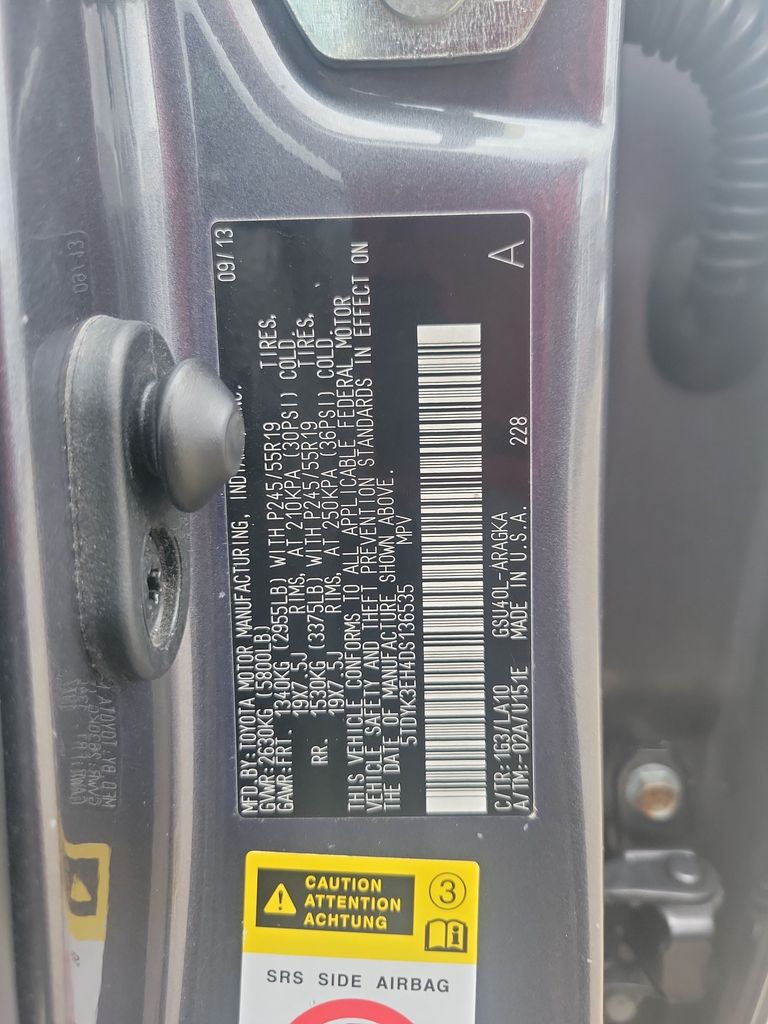 MFD.BY:TOYOTA MOTOR MANUFACTURING, 09/13
GVWR:2630KG (5800LB)
GAWR:FRT. 1340KG (2955LB) WITH P245/55R19 TIRES,
19X7.5J RIMS, AT 210KPA (30PSI) COLD.
RR. 1530KG (3375LB) WITH P245/55R19 TIRES,
19X7.5J RIMS, AT 250KPA (36PSI) COLD.
THIS VEHICLE CONFORMS TO ALL APPLICABLE FEDERAL MOTOR
VEHICLE SAFETY AND THEFT PREVENTION STANDARDS IN EFFECT ON
THE DATE OF MANUFACTURE SHOWN ABOVE.
5TDYK3EH4DS136535 MPV
C/TR:1G3/LA10 GSU40L-ARAGKA
A/TM:-02A/U151E MADE IN U.S.A. 228 A
CAUTION
ATTENTION
ACHTUNG
3
i
SRS SIDE AIRBAG